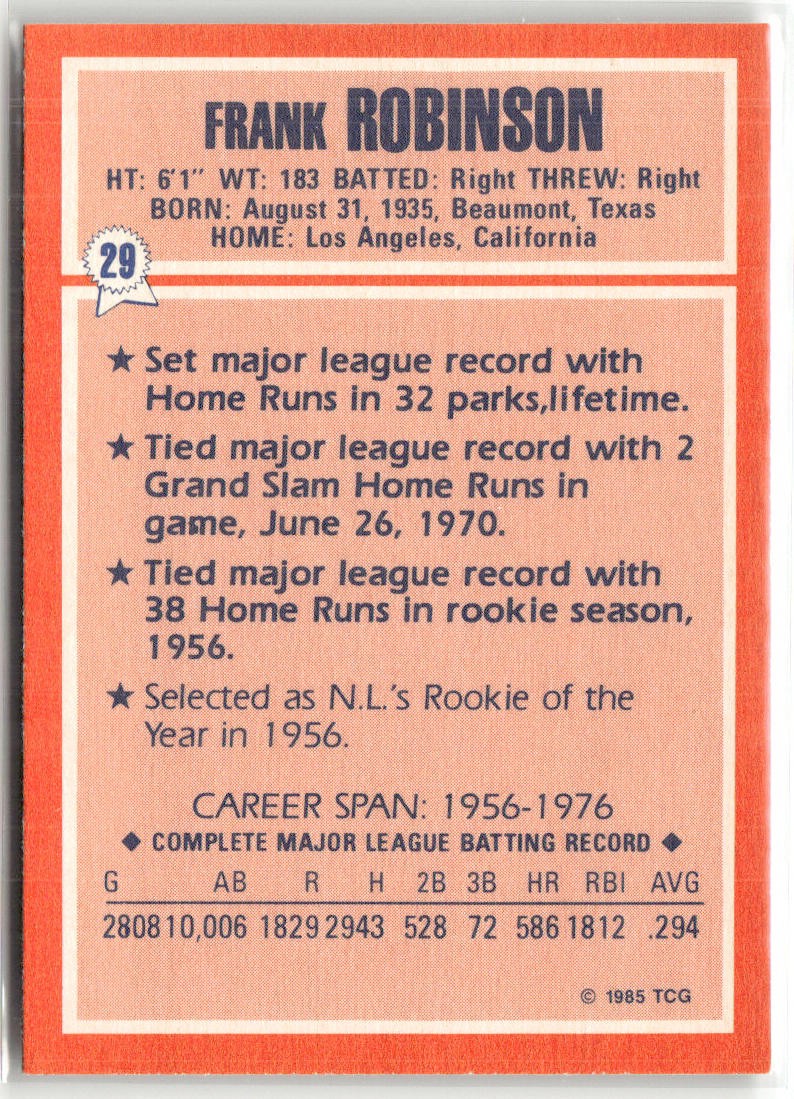 FRANK ROBINSON
HT: 6'1" WT: 183 BATTED: Right THREW: Right
BORN: August 31, 1935, Beaumont, Texas
HOME: Los Angeles, California
29
★ Set major league record with
Home Runs in 32 parks,lifetime.
★ Tied major league record with 2
Grand Slam Home Runs in
game, June 26, 1970.
★ Tied major league record with
38 Home Runs in rookie season,
1956.
★ Selected as N.L.'s Rookie of the
Year in 1956.
CAREER SPAN: 1956-1976
◆ COMPLETE MAJOR LEAGUE BATTING RECORD ◆
G AB R H 2B 3B HR RBI AVG
2808 10,006 1829 2943 528 72 586 1812 .294
© 1985 TCG